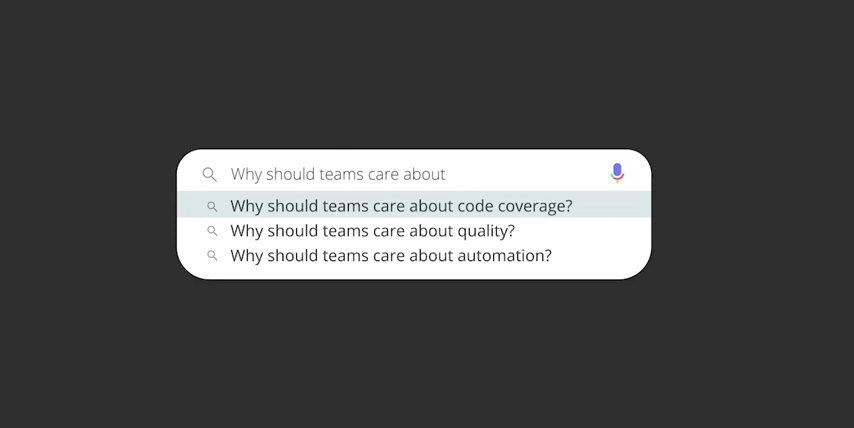 Why should teams care about
Why should teams care about code coverage?
Why should teams care about quality?
Why should teams care about automation?